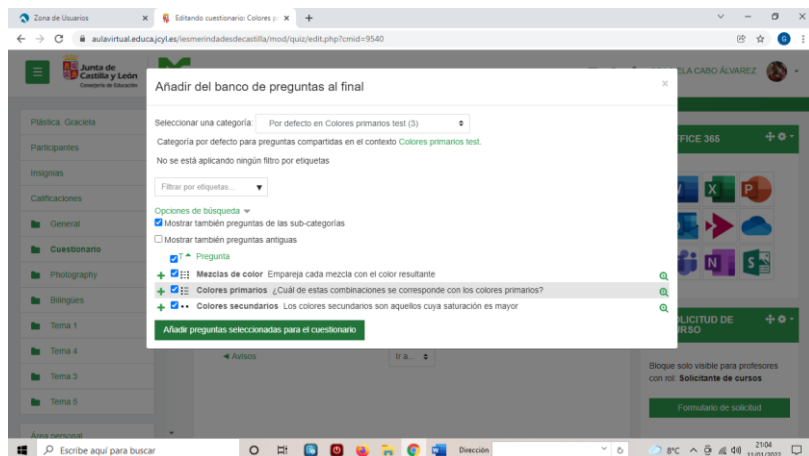 Zona de Usuarios
Editando cuestionario: Colores p
aulavirtual.educa.jcyl.es/iesmerindadesdecastilla/mod/quiz/edit.php?cmid=9540
G
Junta de
Castilla y León
Consejería de Educación
ELA CABO ÁLVAREZ
Añadir del banco de preguntas al final
Seleccionar una categoría: Por defecto en Colores primarios test (3)
Categoría por defecto para preguntas compartidas en el contexto Colores primarios test.
No se está aplicando ningún filtro por etiquetas
Filtrar por etiquetas...
Opciones de búsqueda
Mostrar también preguntas de las sub-categorías
Mostrar también preguntas antiguas
T Pregunta
Mezclas de color Empareja cada mezcla con el color resultante
Colores primarios ¿Cuál de estas combinaciones se corresponde con los colores primarios?
Colores secundarios Los colores secundarios son aquellos cuya saturación es mayor
Añadir preguntas seleccionadas para el cuestionario
Plástica. Graciela
Participantes
Insignias
Calificaciones
General
Cuestionario
Photography
Bilingües
Tema 1
Tema 4
Tema 3
Tema 5
Área personal
Avisos
Ir a...
FFICE 365
X
P
N
S
LICITUD DE
URSO
Bloque solo visible para profesores
con rol: Solicitante de cursos
Formulario de solicitud
Escribe aquí para buscar
Dirección
8°C
21:04
11/01/2022